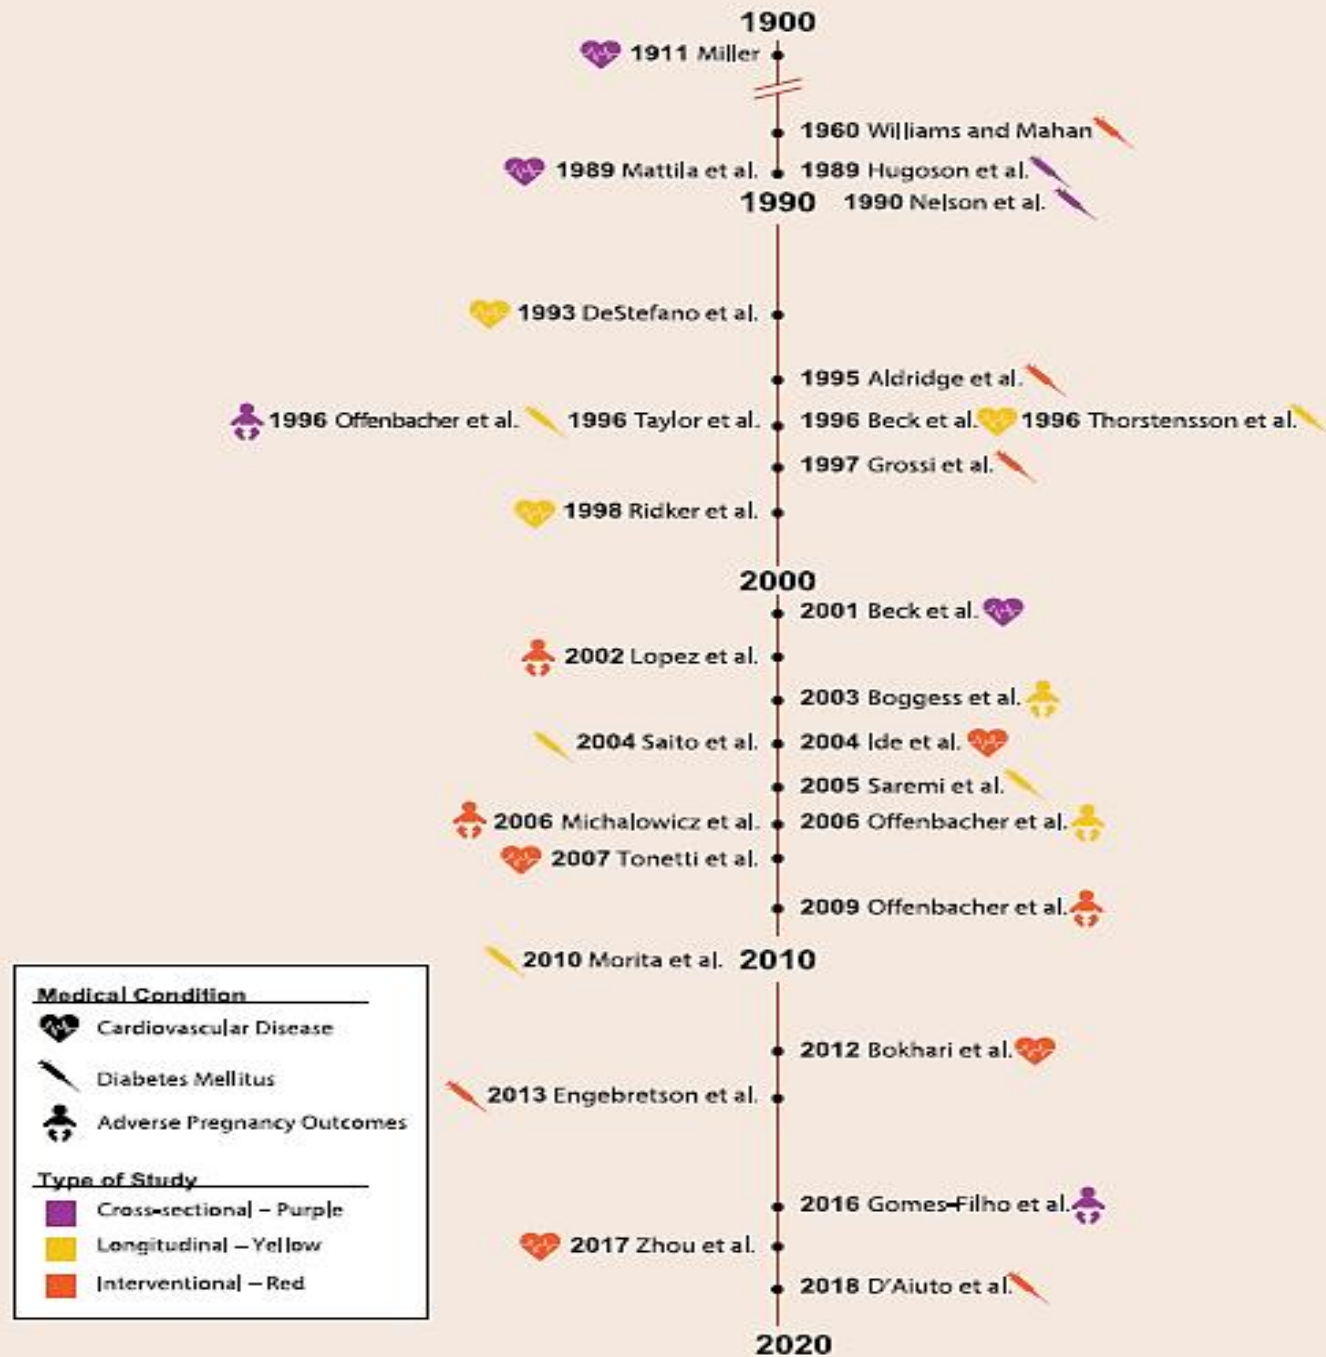 1900
1911 Miller
1960 Williams and Mahan
1989 Mattila et al. 1989 Hugoson et al.
1990 1990 Nelson et al.
1993 DeStefano et al.
1995 Aldridge et al.
1996 Offenbacher et al. 1996 Taylor et al. 1996 Beck et al. 1996 Thorstensson et al.
1997 Grossi et al.
1998 Ridker et al.
2000
2001 Beck et al.
2002 Lopez et al.
2003 Boggess et al.
2004 Saito et al. 2004 Ide et al.
2005 Saremi et al.
2006 Michalowicz et al. 2006 Offenbacher et al.
2007 Tonetti et al.
2009 Offenbacher et al.
2010 Morita et al. 2010
2012 Bokhari et al.
2013 Engebretson et al.
2016 Gomes-Filho et al.
2017 Zhou et al.
2018 D'Aiuto et al.
2020
Medical Condition
Cardiovascular Disease
Diabetes Mellitus
Adverse Pregnancy Outcomes
Type of Study
Cross-sectional – Purple
Longitudinal – Yellow
Interventional – Red